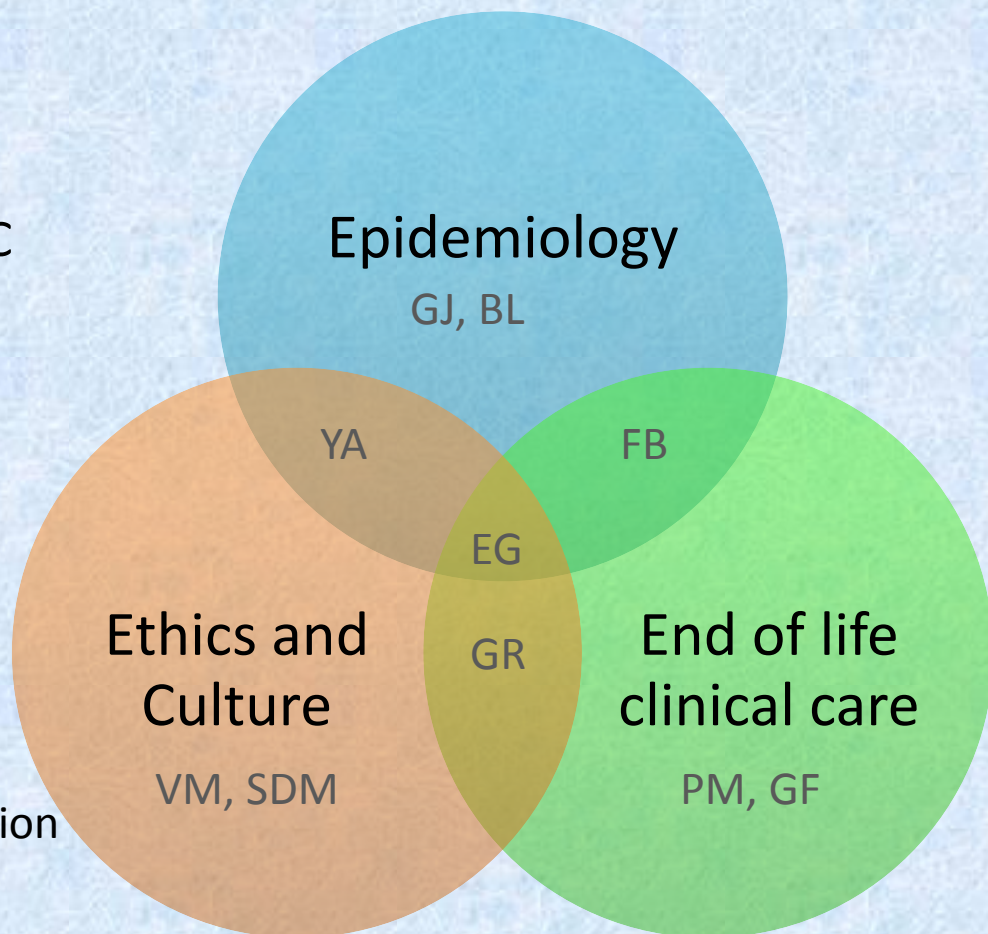 C
Epidemiology
GJ, BL
YA
FB
EG
Ethics and
Culture
GR
End of life
clinical care
VM, SDM
PM, GF
ion